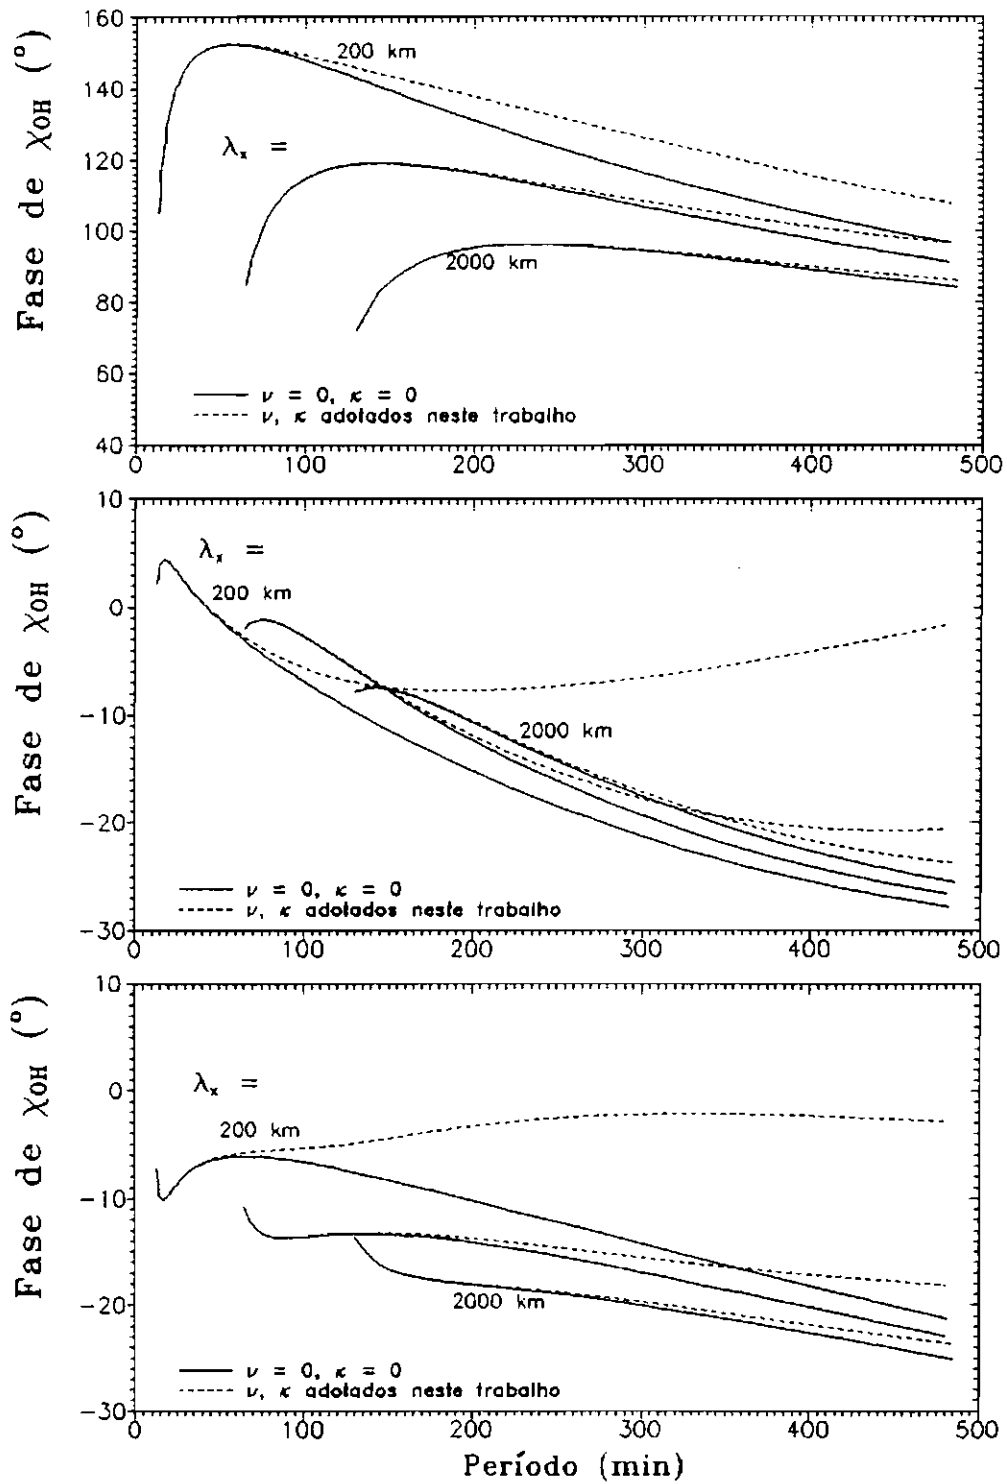 160
140
120
100
80
60
40
Fase de χOH (°)
200 km
λx =
2000 km
ν = 0, κ = 0
ν, κ adotados neste trabalho
0 100 200 300 400 500
10
0
−10
−20
−30
Fase de χOH (°)
λx =
200 km
2000 km
ν = 0, κ = 0
ν, κ adotados neste trabalho
0 100 200 300 400 500
10
0
−10
−20
−30
Fase de χOH (°)
λx =
200 km
2000 km
ν = 0, κ = 0
ν, κ adotados neste trabalho
0 100 200 300 400 500
Período (min)